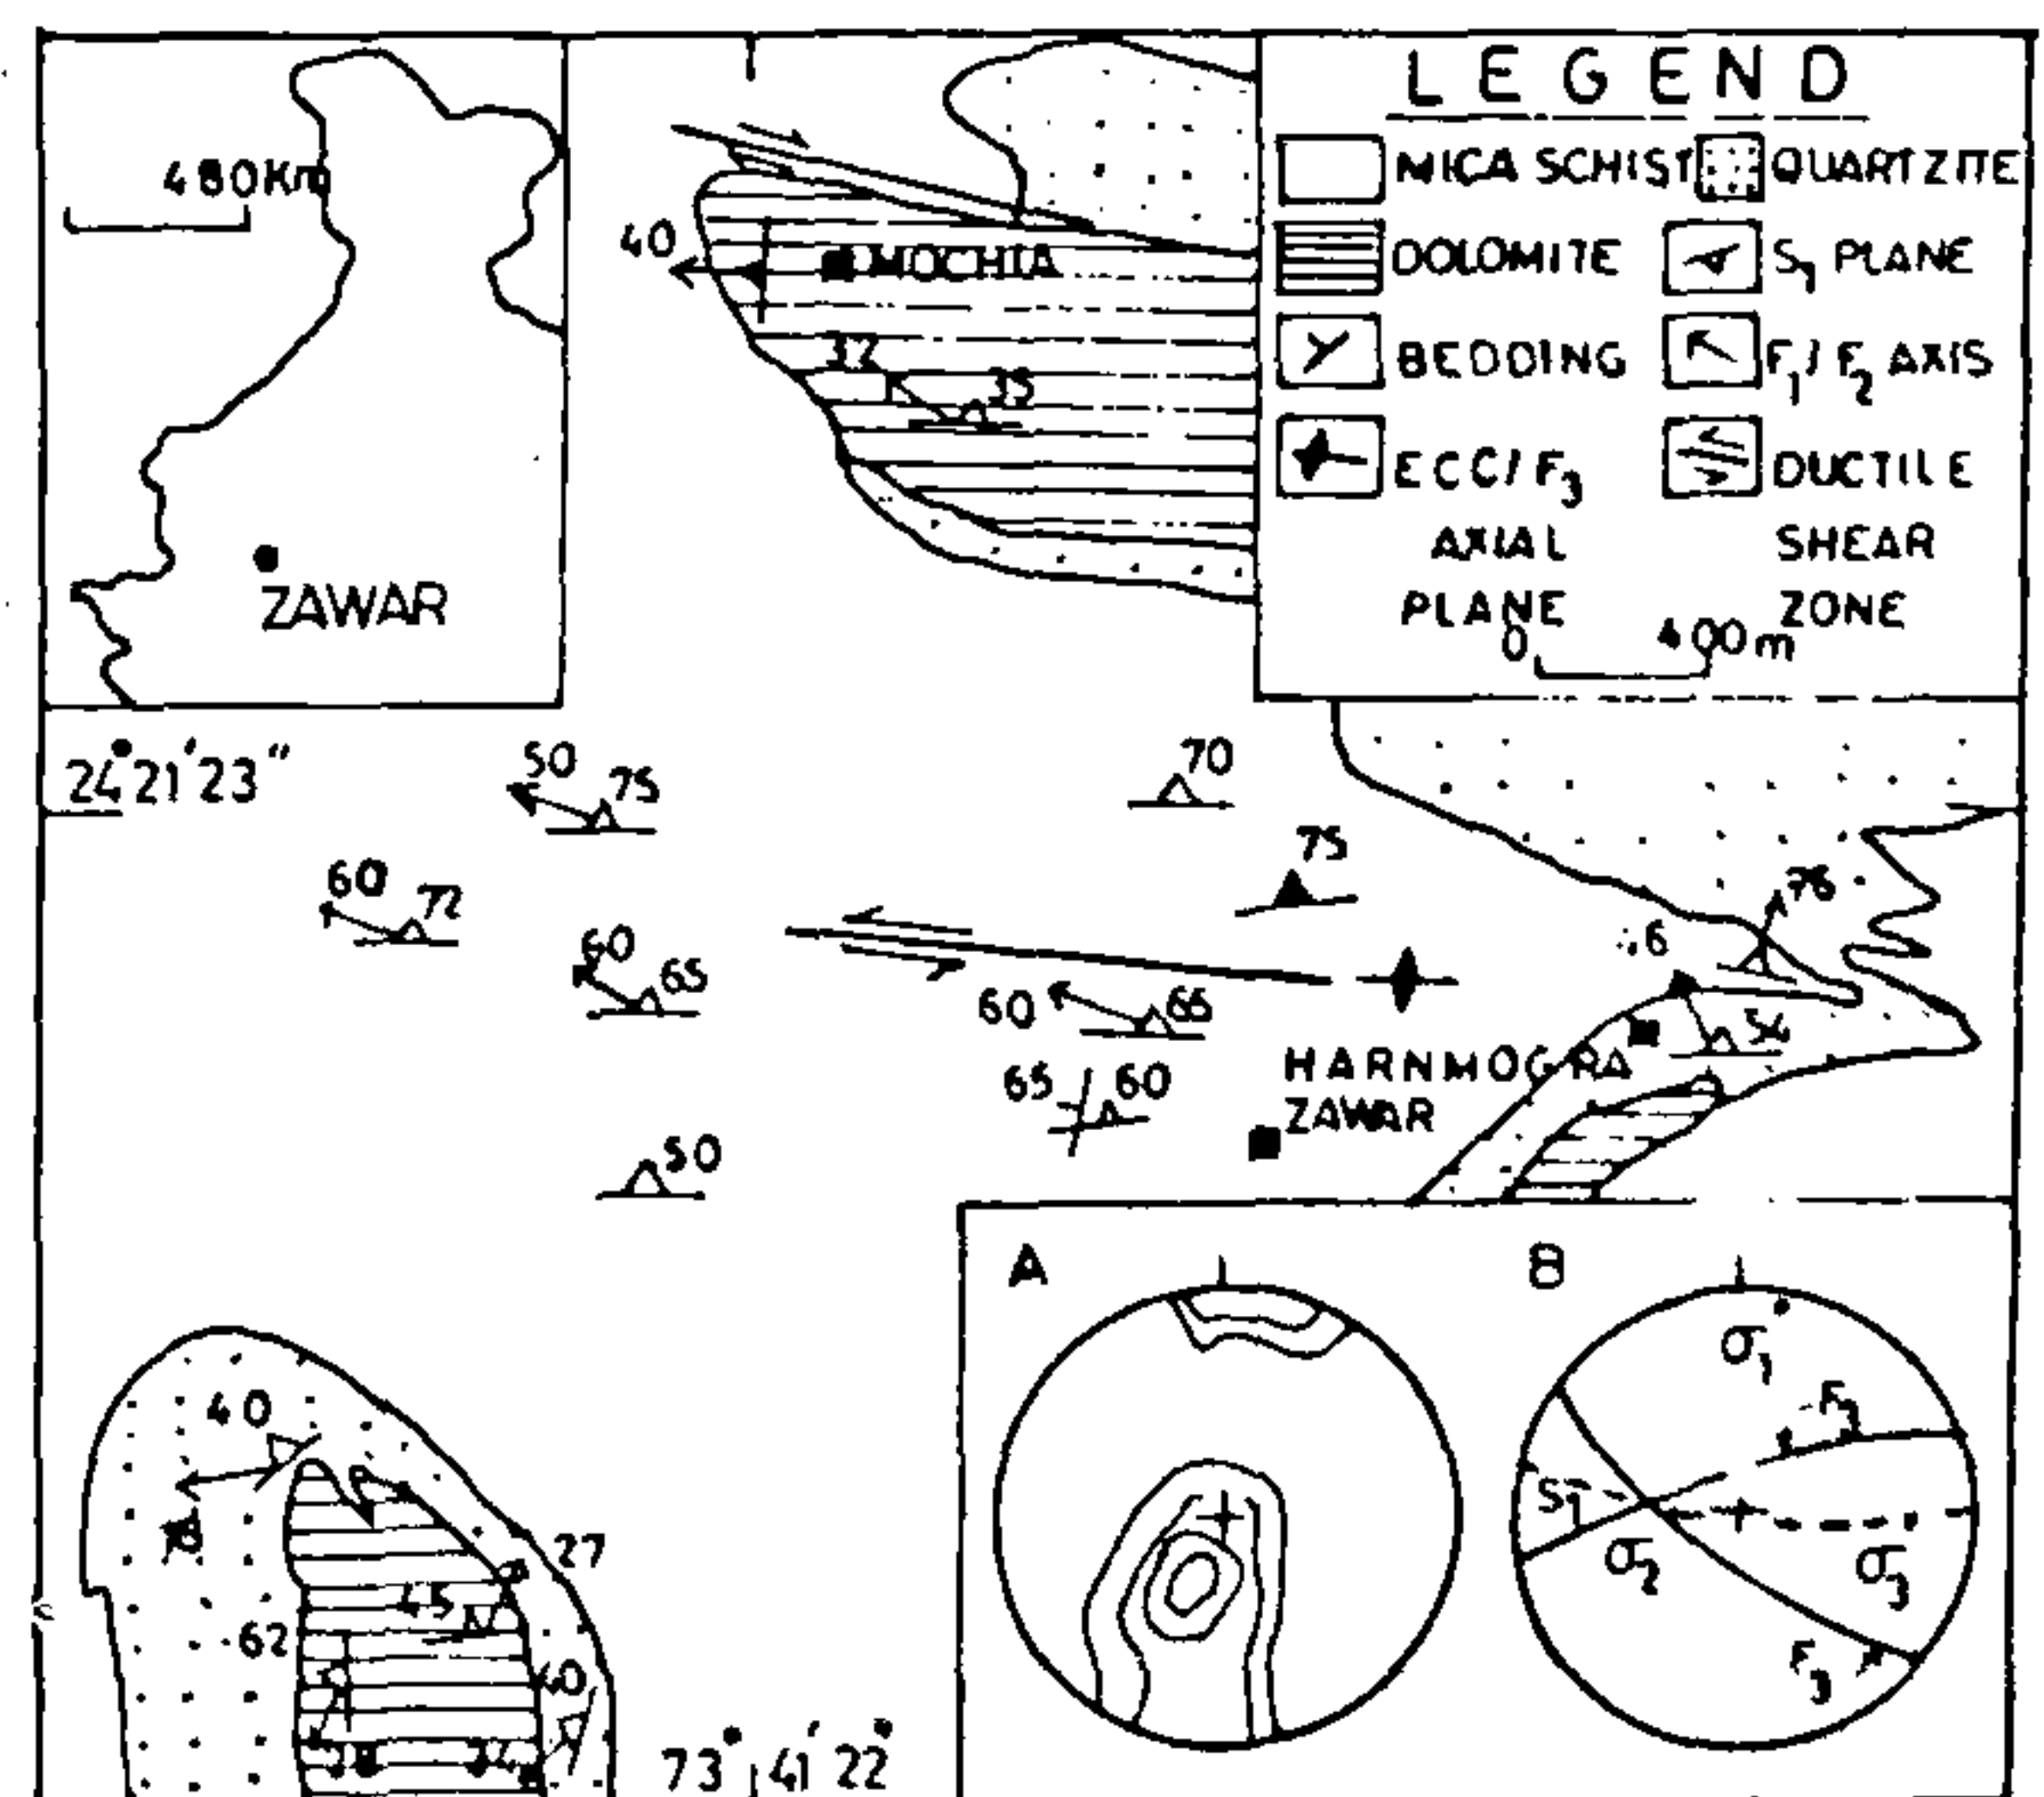 480Km
ZAWAR
40
MOCHIA
32
35
LEGEND
MICA SCHIST
QUARTZITE
DOLOMITE
S1 PLANE
BEDDING
F1/F2 AXIS
ECC/F3
AXIAL
PLANE
DUCTILE
SHEAR
ZONE
0 400m
24°21'23"
50
75
70
75
60
72
60
65
60
66
76
HARNMOGRA
65
60
ZAWAR
50
40
27
45
62
40
73°41'22"
A
B
σ1
F3
S1
σ2
σ3
F3